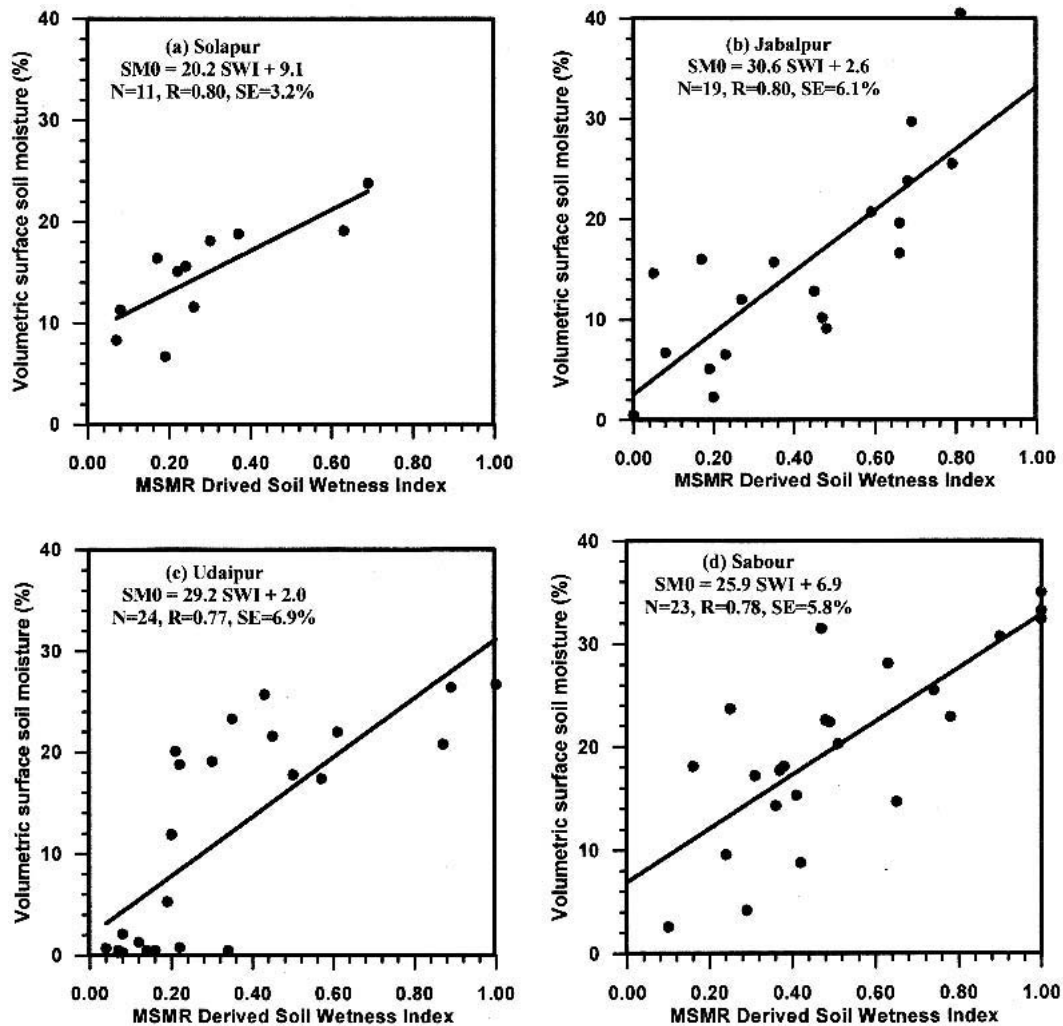 (a) Solapur
SM0 = 20.2 SWI + 9.1
N=11, R=0.80, SE=3.2%
Volumetric surface soil moisture (%)
40
30
20
10
0
0.00 0.20 0.40 0.60 0.80 1.00
MSMR Drived Soil Wetness Index
(b) Jabalpur
SM0 = 30.6 SWI + 2.6
N=19, R=0.80, SE=6.1%
Volumetric surface soil moisture (%)
40
30
20
10
0
0.00 0.20 0.40 0.60 0.80 1.00
MSMR Derived Soil Wetness Index
(c) Udaipur
SM0 = 29.2 SWI + 2.0
N=24, R=0.77, SE=6.9%
Volumetric surface soil moisture (%)
40
30
20
10
0
0.00 0.20 0.40 0.60 0.80 1.00
MSMR Derived Soil Wetness Index
(d) Sabour
SM0 = 25.9 SWI + 6.9
N=23, R=0.78, SE=5.8%
Volumetric surface soil moisture (%)
40
30
20
10
0
0.00 0.20 0.40 0.60 0.80 1.00
MSMR Derived Soil Wetness Index